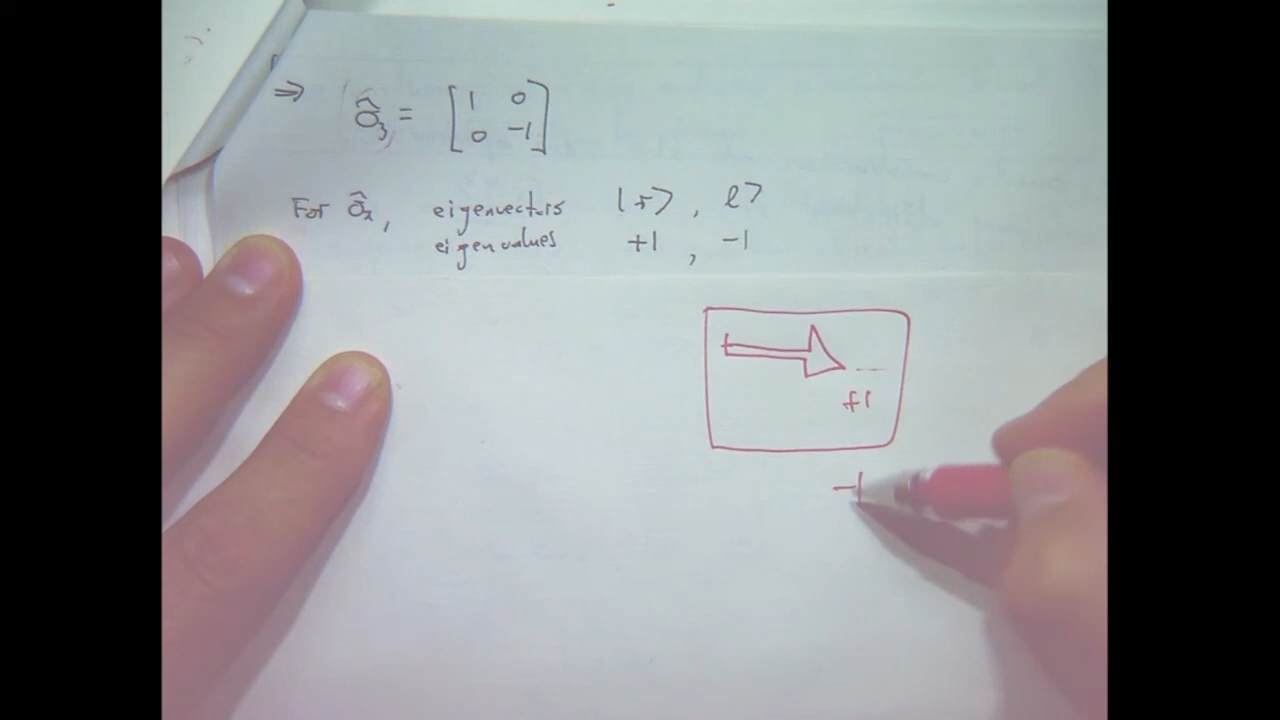 ⇒ σ̂₃ = [ 1 0
0 -1 ]
For σ̂ₓ, eigenvectors |r⟩, l⟩
eigenvalues +1, -1
+1
-1